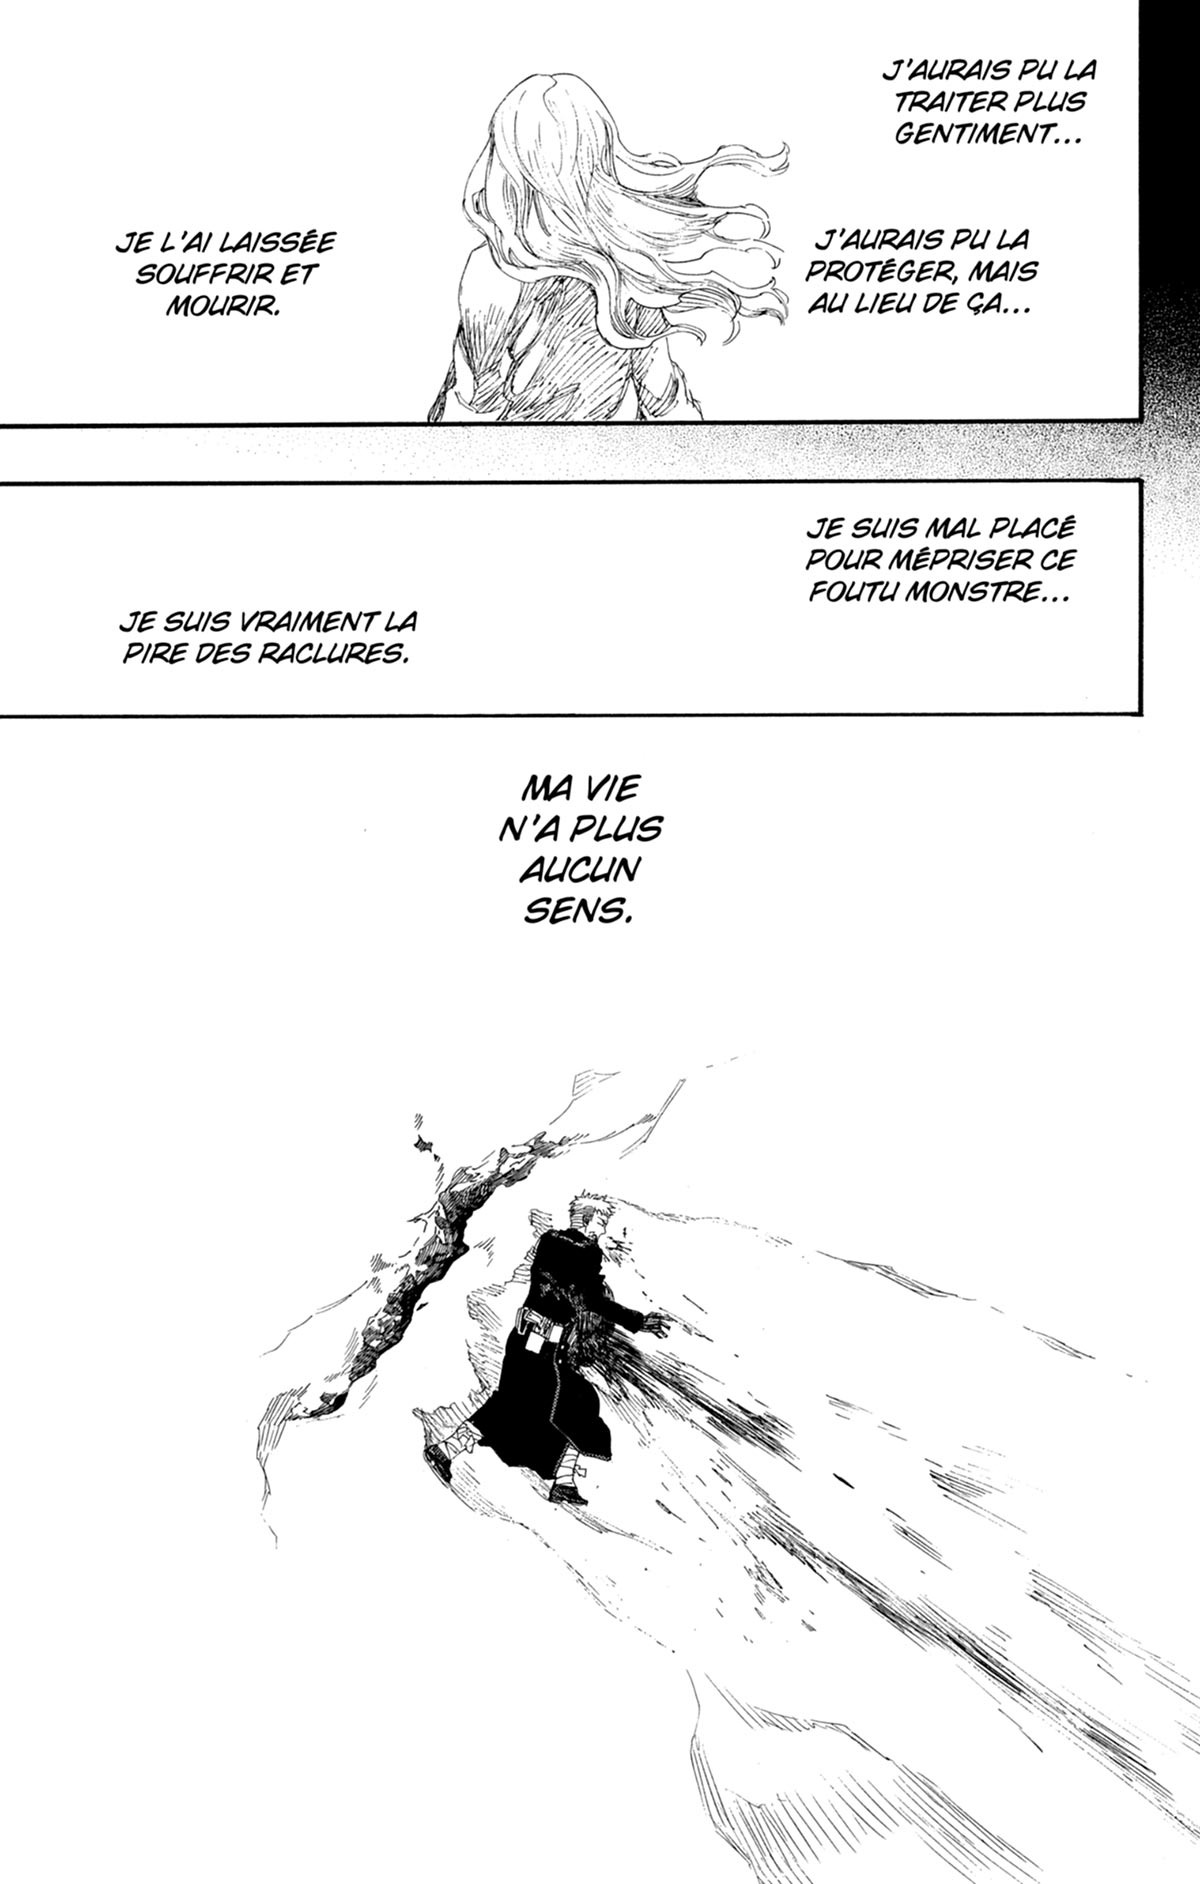 J'AURAIS PU LA
TRAITER PLUS
GENTIMENT...
J'AURAIS PU LA
PROTÉGER, MAIS
AU LIEU DE ÇA...
JE L'AI LAISSÉE
SOUFFRIR ET
MOURIR.
JE SUIS MAL PLACÉ
POUR MÉPRISER CE
FOUTU MONSTRE...
JE SUIS VRAIMENT LA
PIRE DES RACLURES.
MA VIE
N'A PLUS
AUCUN
SENS.